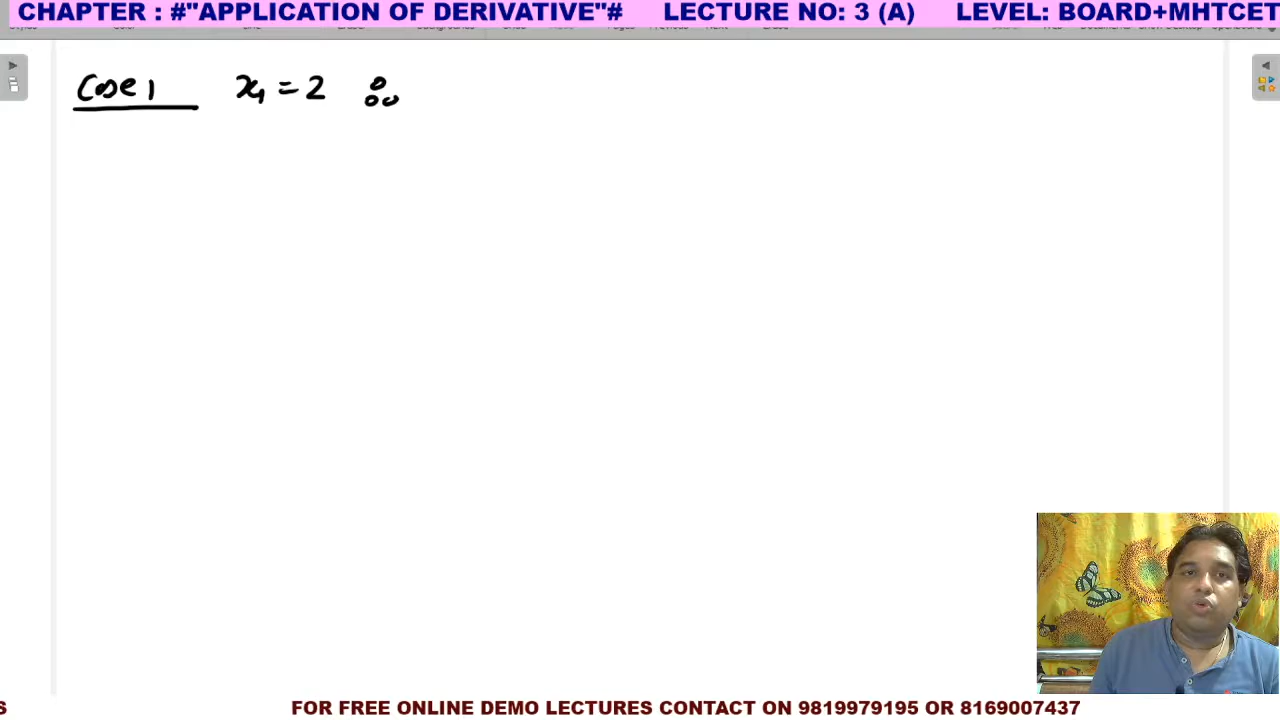 CHAPTER : #"APPLICATION OF DERIVATIVE"# LECTURE NO: 3 (A) LEVEL: BOARD+MHTCET
Case 1 x₁ = 2
S FOR FREE ONLINE DEMO LECTURES CONTACT ON 9819979195 OR 8169007437